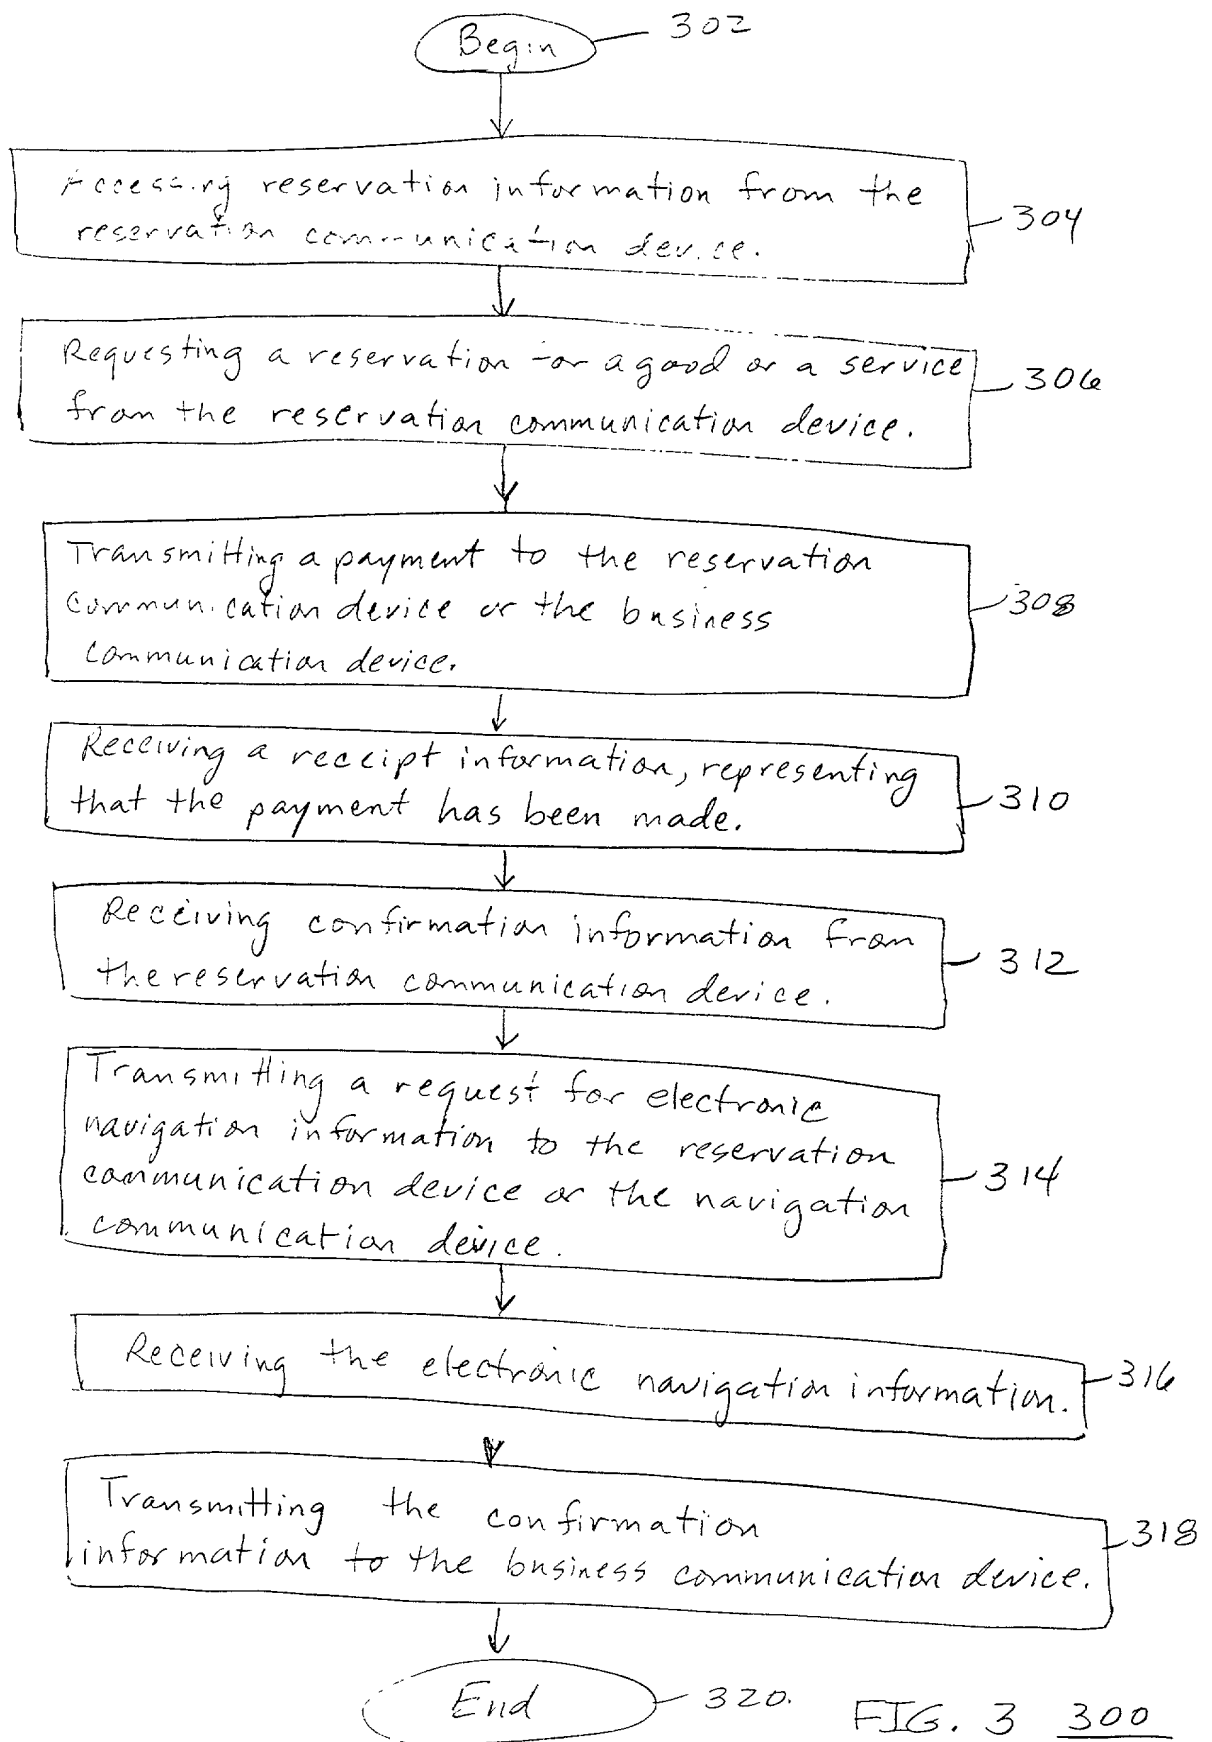 Begin
302
Accessing reservation information from the
reservation communication device.
304
Requesting a reservation for a good or a service
from the reservation communication device.
306
Transmitting a payment to the reservation
communication device or the business
communication device.
308
Receiving a receipt information, representing
that the payment has been made.
310
Receiving confirmation information from
the reservation communication device.
312
Transmitting a request for electronic
navigation information to the reservation
communication device or the navigation
communication device.
314
Receiving the electronic navigation information.
316
Transmitting the confirmation
information to the business communication device.
318
End
320.
FIG. 3 300